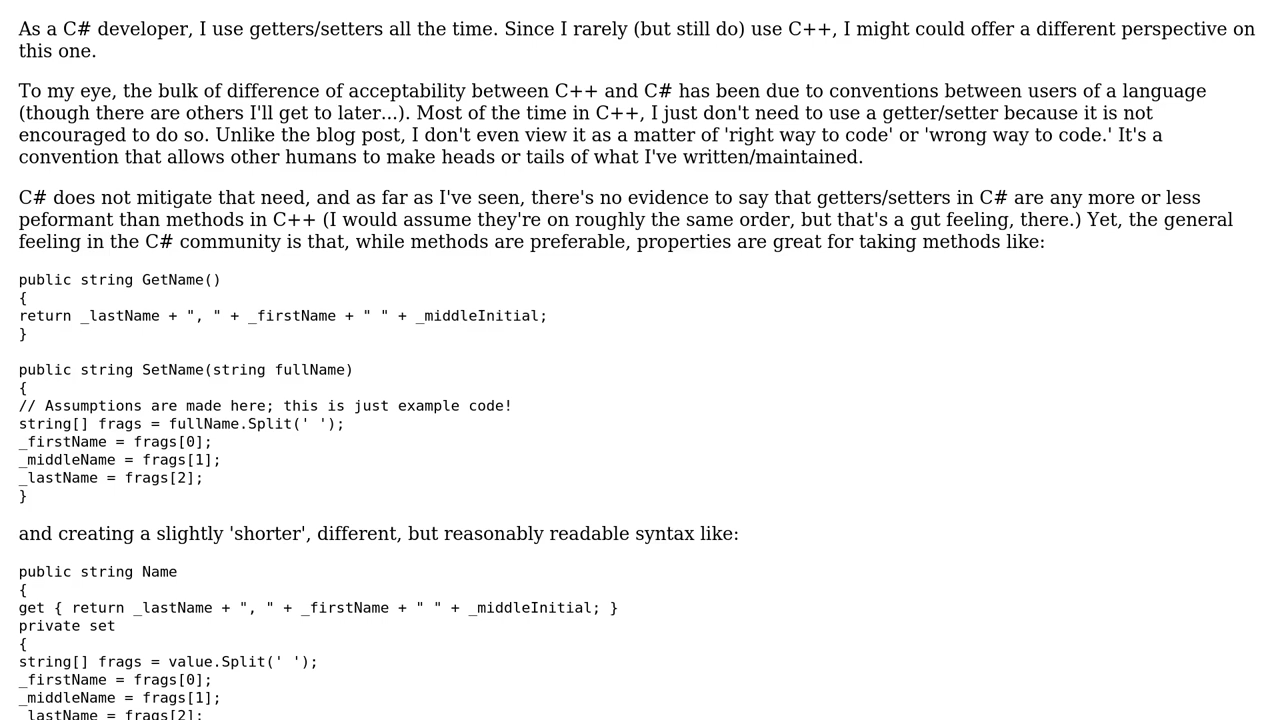 As a C# developer, I use getters/setters all the time. Since I rarely (but still do) use C++, I might could offer a different perspective on
this one.
To my eye, the bulk of difference of acceptability between C++ and C# has been due to conventions between users of a language
(though there are others I'll get to later...). Most of the time in C++, I just don't need to use a getter/setter because it is not
encouraged to do so. Unlike the blog post, I don't even view it as a matter of 'right way to code' or 'wrong way to code.' It's a
convention that allows other humans to make heads or tails of what I've written/maintained.
C# does not mitigate that need, and as far as I've seen, there's no evidence to say that getters/setters in C# are any more or less
peformant than methods in C++ (I would assume they're on roughly the same order, but that's a gut feeling, there.) Yet, the general
feeling in the C# community is that, while methods are preferable, properties are great for taking methods like:
public string GetName()
{
return _lastName + ", " + _firstName + " " + _middleInitial;
}
public string SetName(string fullName)
{
// Assumptions are made here; this is just example code!
string[] frags = fullName.Split(' ');
_firstName = frags[0];
_middleName = frags[1];
_lastName = frags[2];
}
and creating a slightly 'shorter', different, but reasonably readable syntax like:
public string Name
{
get { return _lastName + ", " + _firstName + " " + _middleInitial; }
private set
{
string[] frags = value.Split(' ');
_firstName = frags[0];
_middleName = frags[1];
_lastName = frags[2];